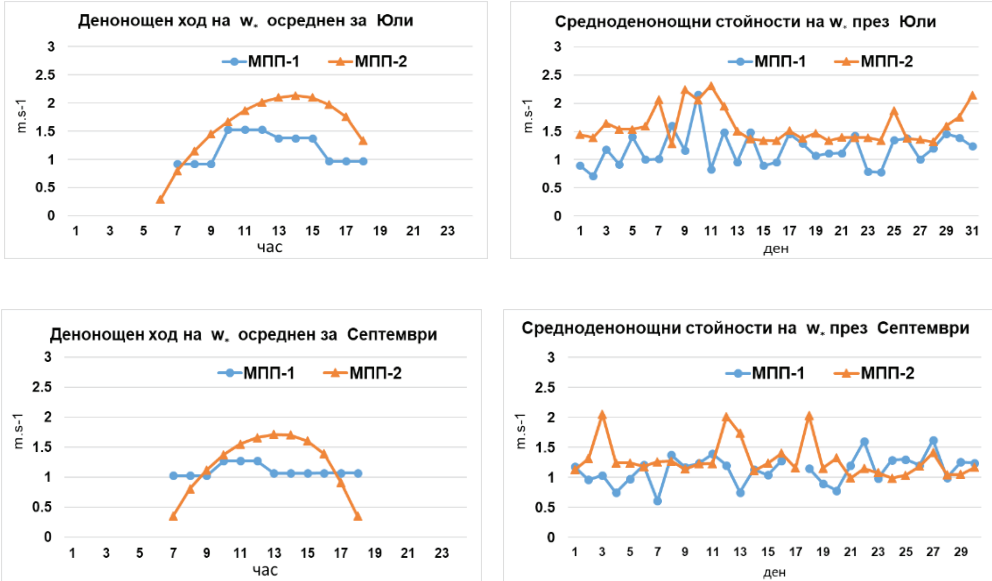 Денонощен ход на w* осреднен за Юли
МПП-1 МПП-2
m.s-1
3
2.5
2
1.5
1
0.5
0
1 3 5 7 9 11 13 15 17 19 21 23
час
Средноденонощни стойности на w* през Юли
МПП-1 МПП-2
m.s-1
3
2.5
2
1.5
1
0.5
0
1 3 5 7 9 11 13 15 17 19 21 23 25 27 29 31
ден
Денонощен ход на w* осреднен за Септември
МПП-1 МПП-2
m.s-1
3
2.5
2
1.5
1
0.5
0
1 3 5 7 9 11 13 15 17 19 21 23
час
Средноденонощни стойности на w* през Септември
МПП-1 МПП-2
m.s-1
3
2.5
2
1.5
1
0.5
0
1 3 5 7 9 11 13 15 17 19 21 23 25 27 29
ден